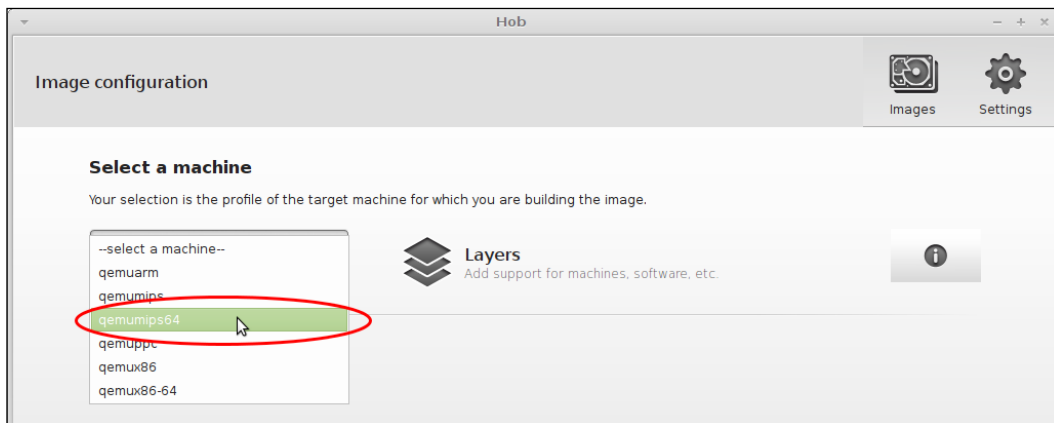 Hob
Image configuration
Images
Settings
Select a machine
Your selection is the profile of the target machine for which you are building the image.
--select a machine--
qemuarm
qemumips
qemumips64
qemuppc
qemux86
qemux86-64
Layers
Add support for machines, software, etc.